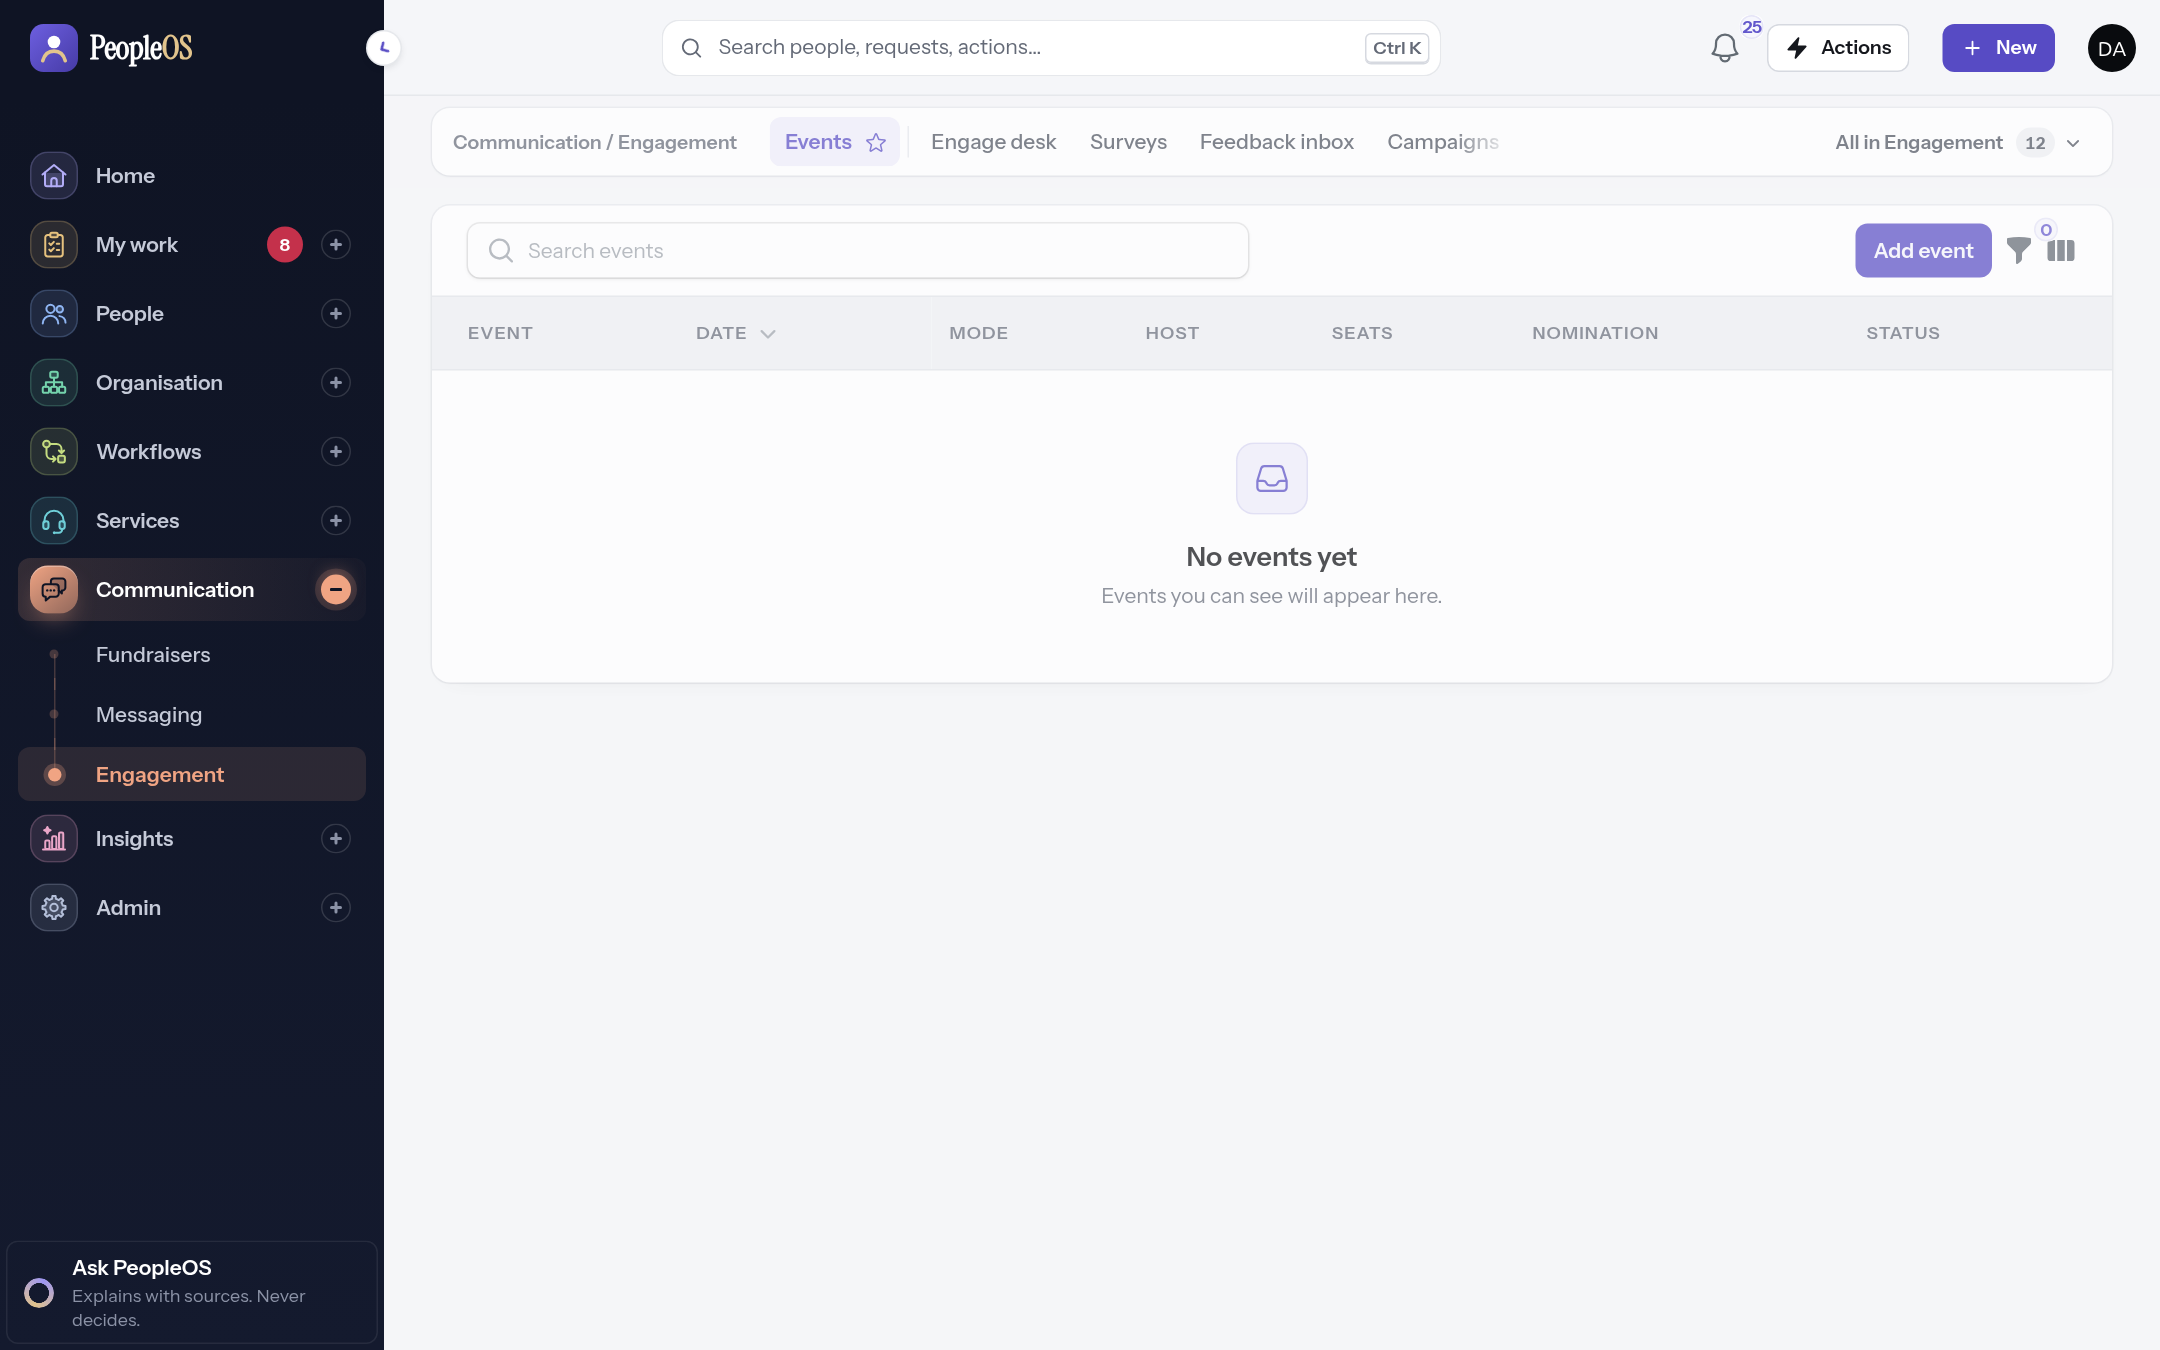 PeopleOS
Search people, requests, actions...
Ctrl K
25
Actions
New
DA
Home
My work
8
People
Organisation
Workflows
Services
Communication
Fundraisers
Messaging
Engagement
Insights
Admin
Ask PeopleOS
Explains with sources. Never
decides.
Communication / Engagement
Events
Engage desk
Surveys
Feedback inbox
Campaigns
All in Engagement
12
Search events
Add event
0
EVENT
DATE
MODE
HOST
SEATS
NOMINATION
STATUS
No events yet
Events you can see will appear here.